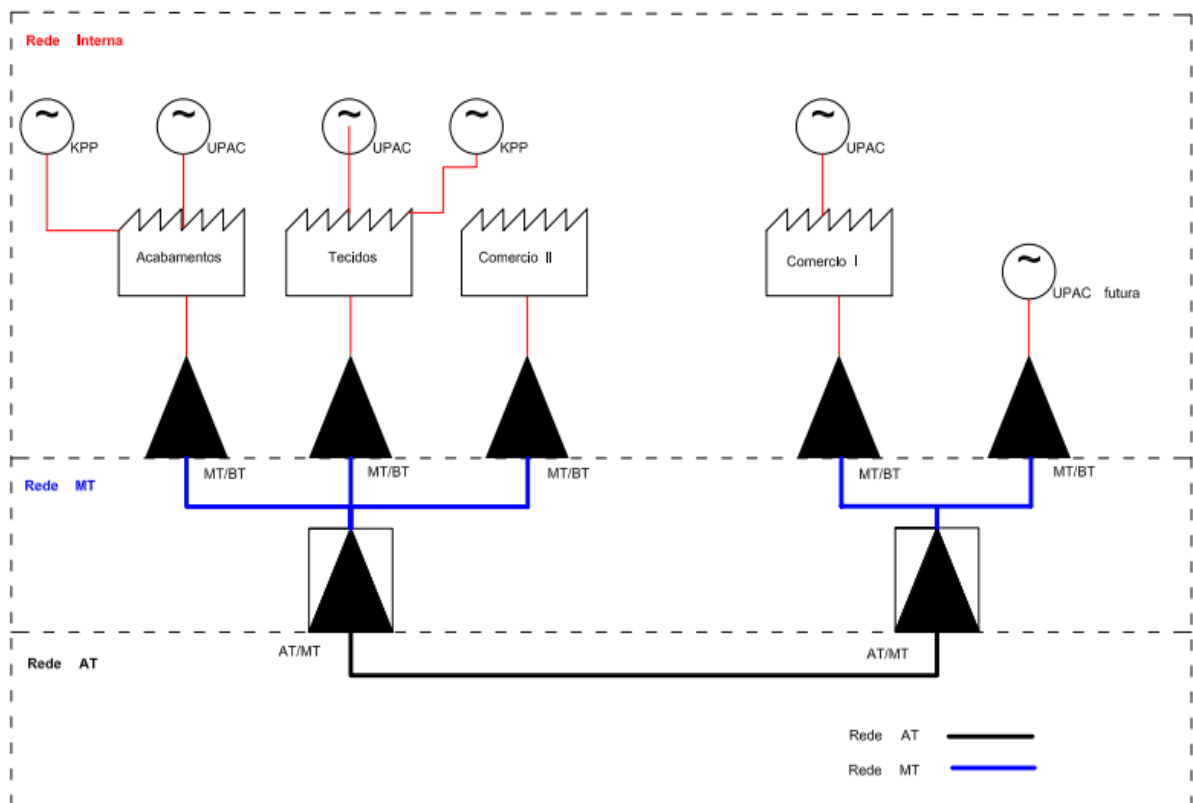 Rede Interna
KPP
UPAC
UPAC
KPP
UPAC
Acabamentos
Tecidos
Comercio II
Comercio I
UPAC futura
MT/BT
MT/BT
MT/BT
MT/BT
MT/BT
Rede MT
AT/MT
AT/MT
Rede AT
Rede AT
Rede MT